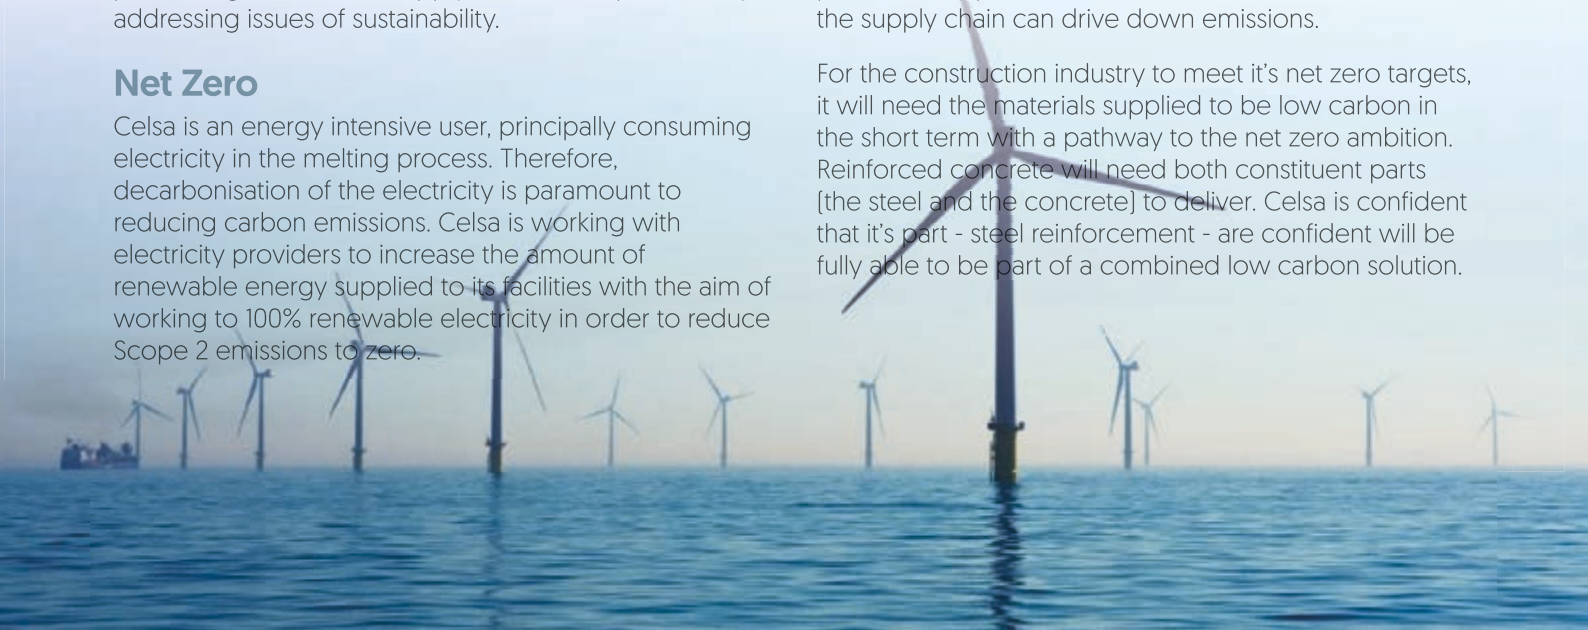 addressing issues of sustainability.
Net Zero
Celsa is an energy intensive user, principally consuming
electricity in the melting process. Therefore,
decarbonisation of the electricity is paramount to
reducing carbon emissions. Celsa is working with
electricity providers to increase the amount of
renewable energy supplied to its facilities with the aim of
working to 100% renewable electricity in order to reduce
Scope 2 emissions to zero.
the supply chain can drive down emissions.
For the construction industry to meet it's net zero targets,
it will need the materials supplied to be low carbon in
the short term with a pathway to the net zero ambition.
Reinforced concrete will need both constituent parts
(the steel and the concrete) to deliver. Celsa is confident
that it's part - steel reinforcement - are confident will be
fully able to be part of a combined low carbon solution.